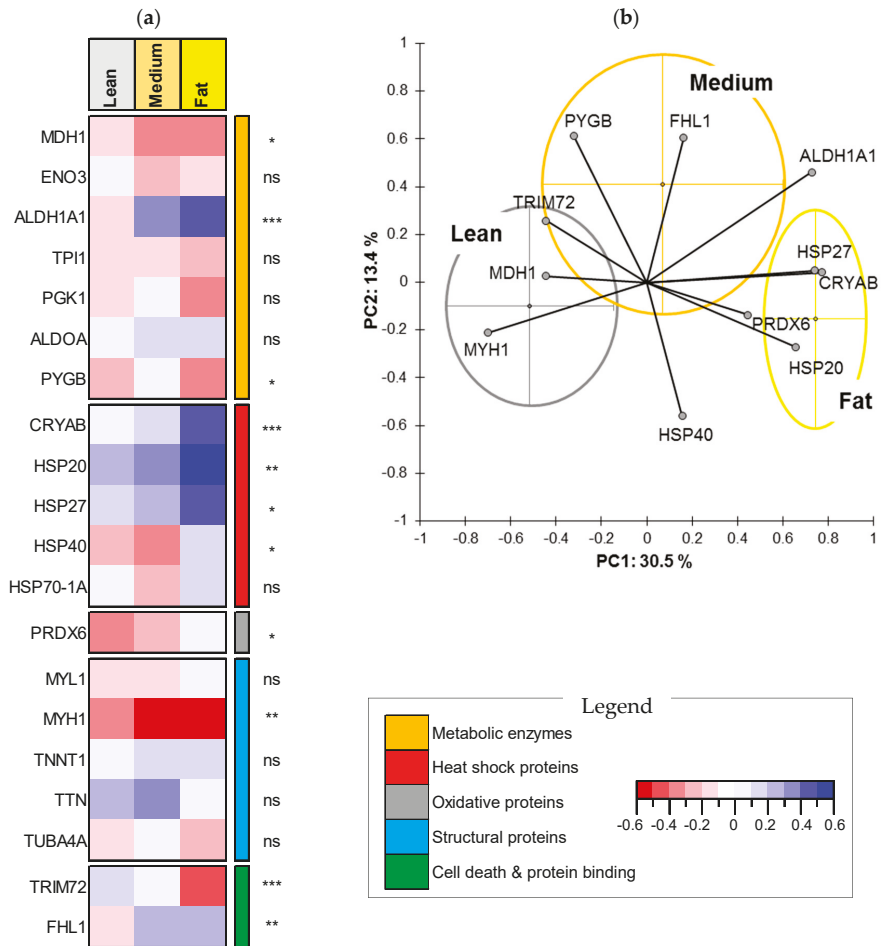 (a)
Lean
Medium
Fat
MDH1 *
ENO3 ns
ALDH1A1 ***
TPI1 ns
PGK1 ns
ALDOA ns
PYGB *
CRYAB ***
HSP20 **
HSP27 *
HSP40 *
HSP70-1A ns
PRDX6 *
MYL1 ns
MYH1 **
TNNT1 ns
TTN ns
TUBA4A ns
TRIM72 ***
FHL1 **
(b)
1
0.8
0.6
0.4
0.2
0
-0.2
-0.4
-0.6
-0.8
-1
PC2: 13.4 %
Medium
PYGB
FHL1
ALDH1A1
TRIM72
Lean
HSP27
MDH1
CRYAB
PRDX6
MYH1
HSP20
Fat
HSP40
-1 -0.8 -0.6 -0.4 -0.2 0 0.2 0.4 0.6 0.8 1
PC1: 30.5 %
Legend
Metabolic enzymes
Heat shock proteins
Oxidative proteins
Structural proteins
Cell death & protein binding
-0.6 -0.4 -0.2 0 0.2 0.4 0.6